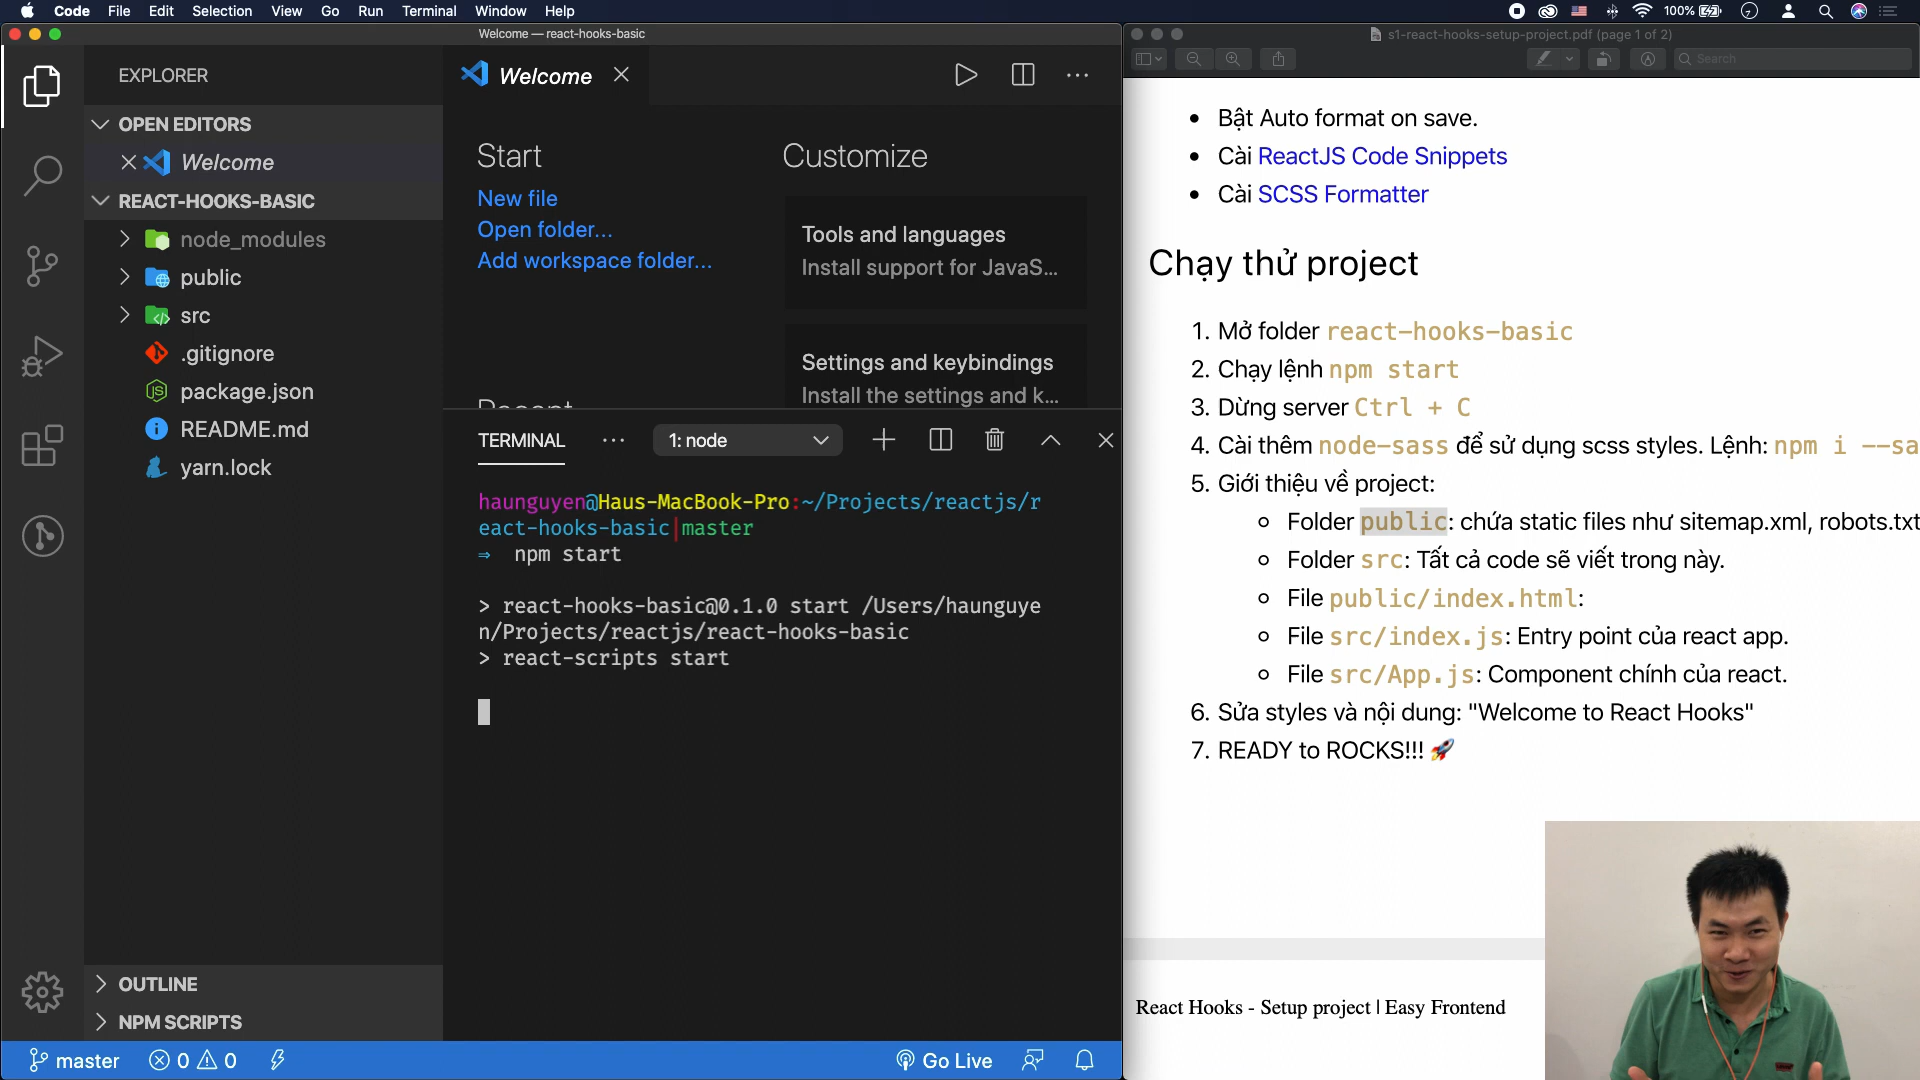 Code File Edit Selection View Go Run Terminal Window Help 100%
Welcome — react-hooks-basic
EXPLORER
OPEN EDITORS
Welcome
REACT-HOOKS-BASIC
node_modules
public
src
.gitignore
package.json
README.md
yarn.lock
OUTLINE
NPM SCRIPTS
Welcome
Start
New file
Open folder...
Add workspace folder...
Recent
Customize
Tools and languages
Install support for JavaS...
Settings and keybindings
Install the settings and k...
TERMINAL 1: node
haunguyen@Haus-MacBook-Pro:~/Projects/reactjs/r
eact-hooks-basic|master
⇒ npm start
> react-hooks-basic@0.1.0 start /Users/haunguye
n/Projects/reactjs/react-hooks-basic
> react-scripts start
master 0 0 Go Live
s1-react-hooks-setup-project.pdf (page 1 of 2)
Search
• Bật Auto format on save.
• Cài ReactJS Code Snippets
• Cài SCSS Formatter
Chạy thử project
1. Mở folder react-hooks-basic
2. Chạy lệnh npm start
3. Dừng server Ctrl + C
4. Cài thêm node-sass để sử dụng scss styles. Lệnh: npm i --sa
5. Giới thiệu về project:
Folder public: chứa static files như sitemap.xml, robots.txt
Folder src: Tất cả code sẽ viết trong này.
File public/index.html:
File src/index.js: Entry point của react app.
File src/App.js: Component chính của react.
6. Sửa styles và nội dung: "Welcome to React Hooks"
7. READY to ROCKS!!! 🚀
React Hooks - Setup project | Easy Frontend